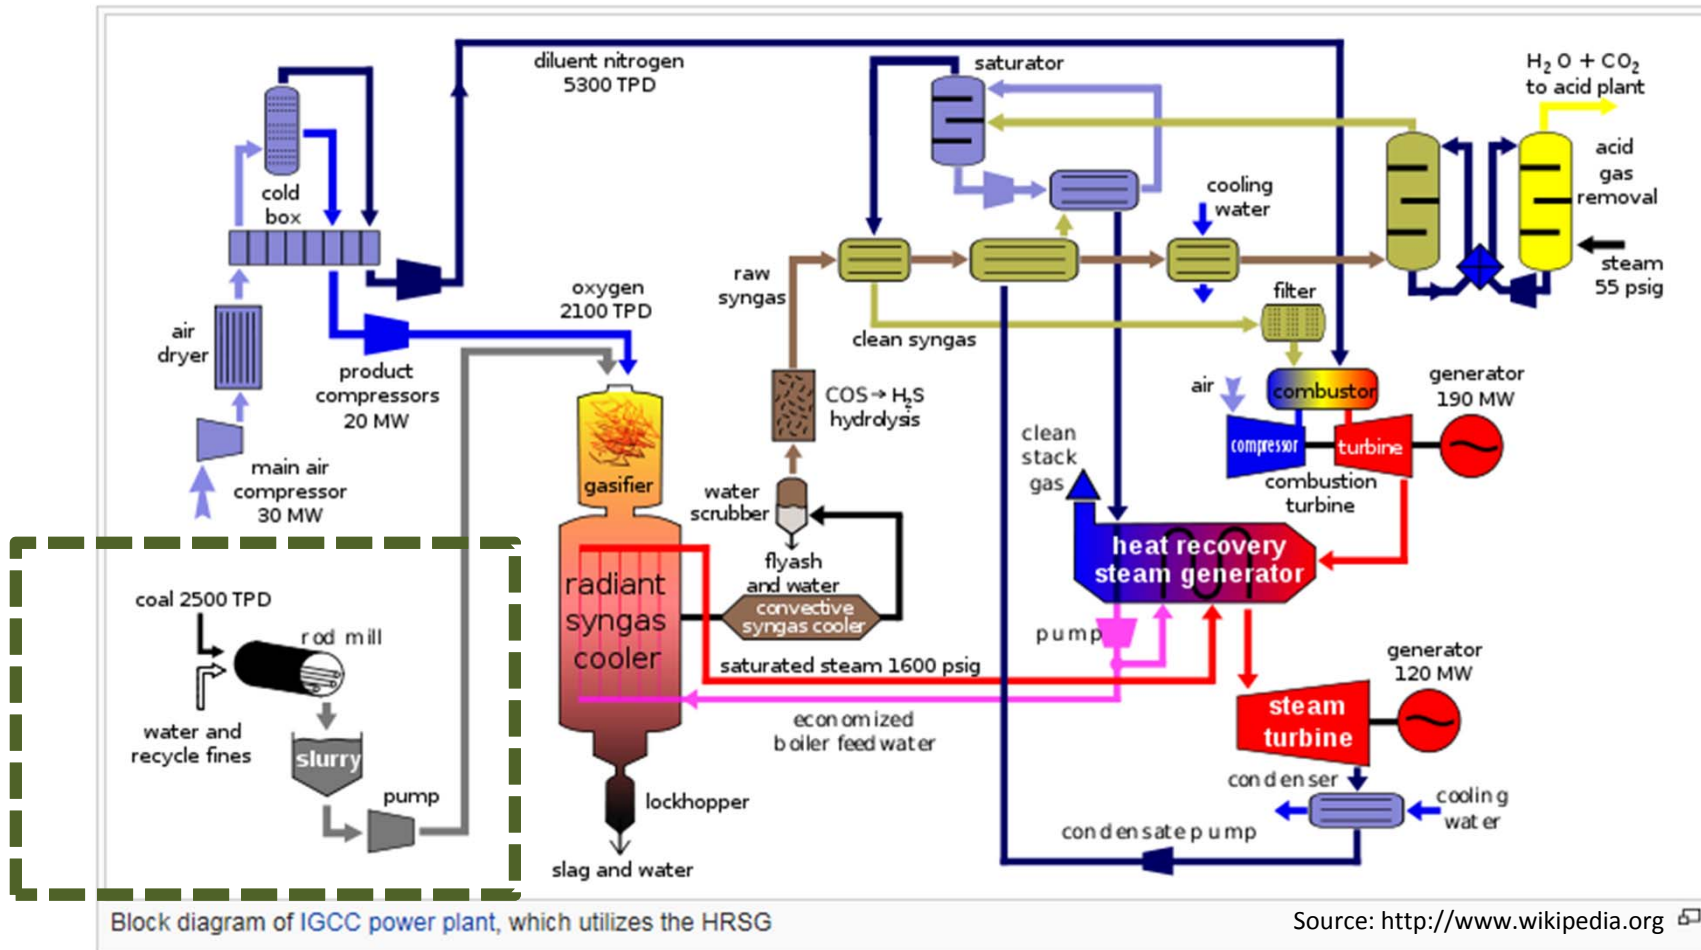 diluent nitrogen
5300 TPD
saturator
H2O + CO2
to acid plant
acid
gas
removal
cold
box
cooling
water
steam
55 psig
raw
syngas
oxygen
2100 TPD
filter
air
dryer
clean syngas
product
compressors
20 MW
air
combustor
generator
190 MW
COS→H2S
hydrolysis
clean
stack
gas
compressor
turbine
combustion
turbine
main air
compressor
30 MW
gasifier
water
scrubber
flyash
and water
heat recovery
steam generator
coal 2500 TPD
rod mill
radiant
syngas
cooler
convective
syngas cooler
pump
saturated steam 1600 psig
generator
120 MW
water and
recycle fines
slurry
economized
boiler feedwater
steam
turbine
pump
lockhopper
condenser
cooling
water
condensate pump
slag and water
Block diagram of IGCC power plant, which utilizes the HRSG
Source: http://www.wikipedia.org